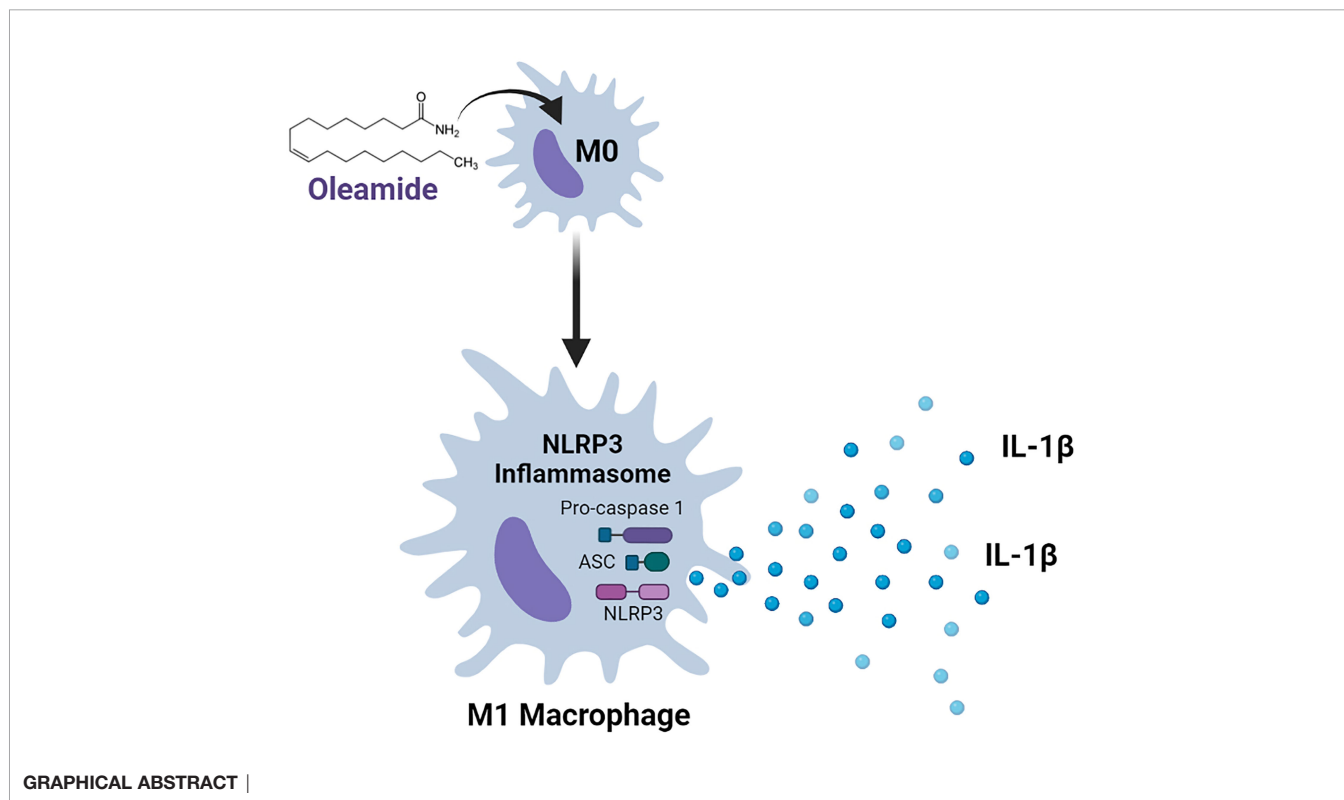 O
NH₂
CH₃
Oleamide
M0
NLRP3
Inflammasome
Pro-caspase 1
ASC
NLRP3
IL-1β
IL-1β
M1 Macrophage
GRAPHICAL ABSTRACT |